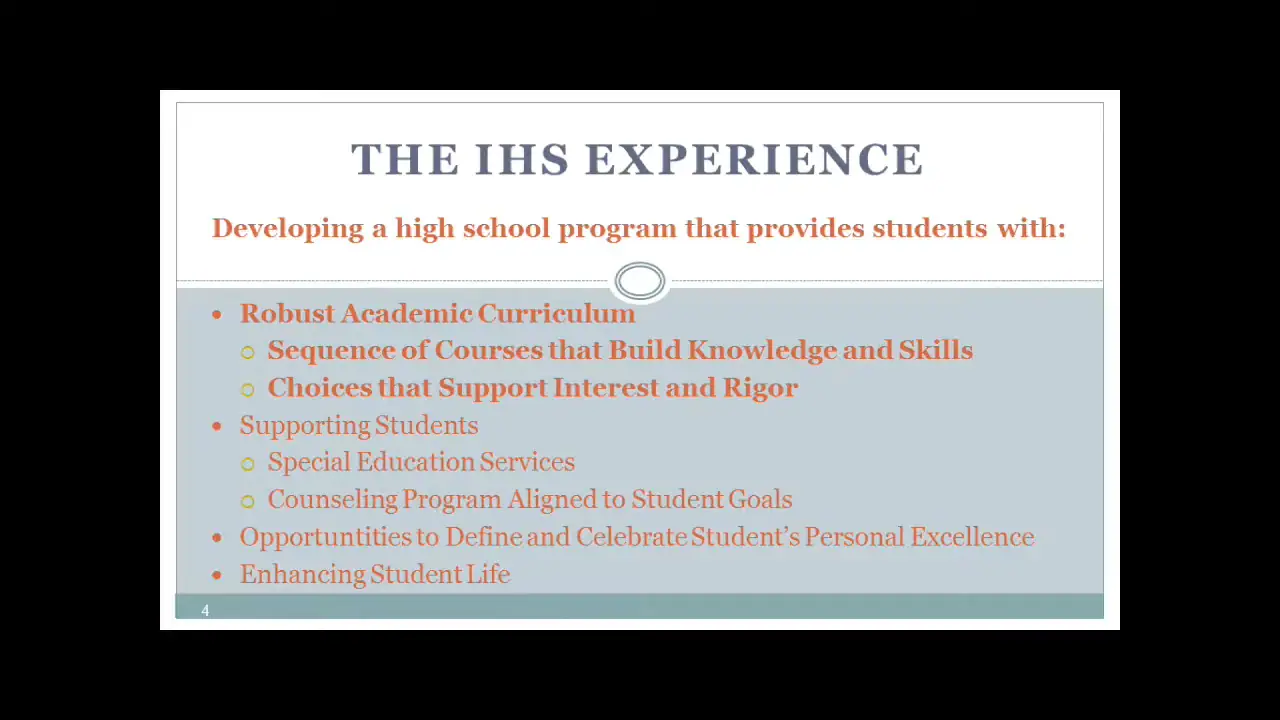 THE IHS EXPERIENCE
Developing a high school program that provides students with:
• Robust Academic Curriculum
○ Sequence of Courses that Build Knowledge and Skills
○ Choices that Support Interest and Rigor
• Supporting Students
○ Special Education Services
○ Counseling Program Aligned to Student Goals
• Opportuntities to Define and Celebrate Student's Personal Excellence
• Enhancing Student Life
4